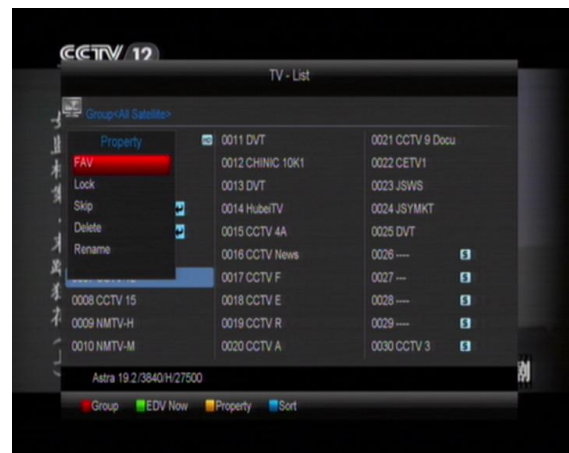 CCTV 12
TV - List
Group<All Satellite>
Property
FAV
Lock
Skip
Delete
Rename
0008 CCTV 15
0009 NMTV-H
0010 NMTV-M
HD
0011 DVT
0012 CHINIC 10K1
0013 DVT
0014 HubeiTV
0015 CCTV 4A
0016 CCTV News
0017 CCTV F
0018 CCTV E
0019 CCTV R
0020 CCTV A
0021 CCTV 9 Docu
0022 CETV1
0023 JSWS
0024 JSYMKT
0025 DVT
0026 ---- $
0027 ---- $
0028 ---- $
0029 ---- $
0030 CCTV 3 $
Astra 19.2/3840/H/27500
Group EDV Now Property Sort